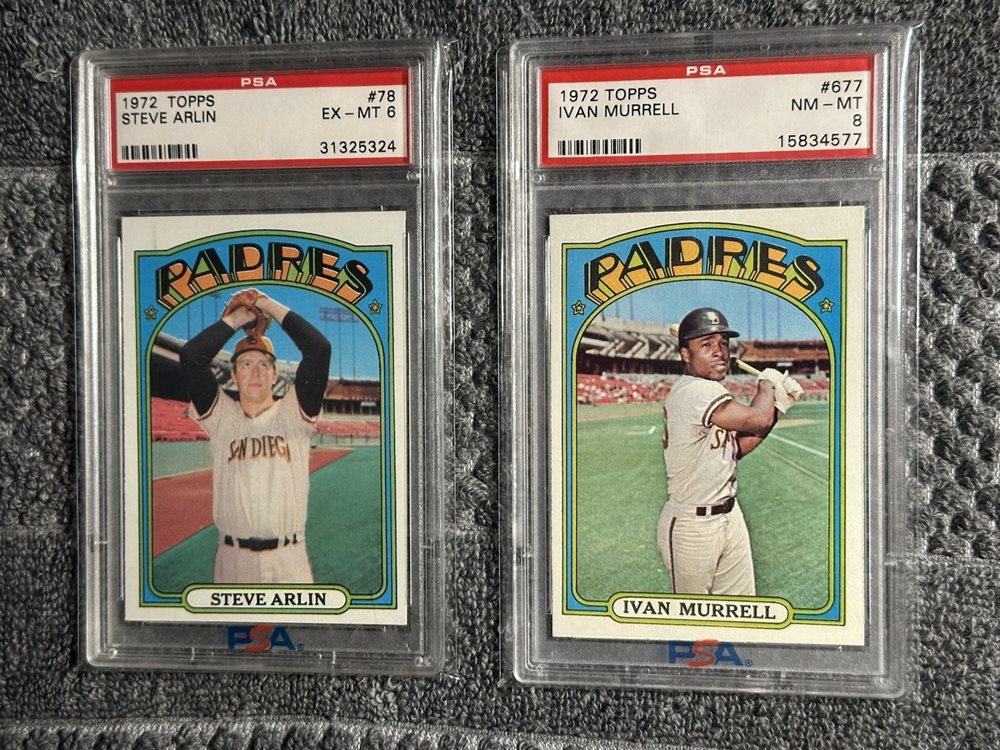 PSA
1972 TOPPS #78
STEVE ARLIN EX-MT 6
31325324
PADRES
SAN DIEGO
STEVE ARLIN
PSA
PSA
1972 TOPPS #677
IVAN MURRELL NM-MT
8
15834577
PADRES
IVAN MURRELL
PSA